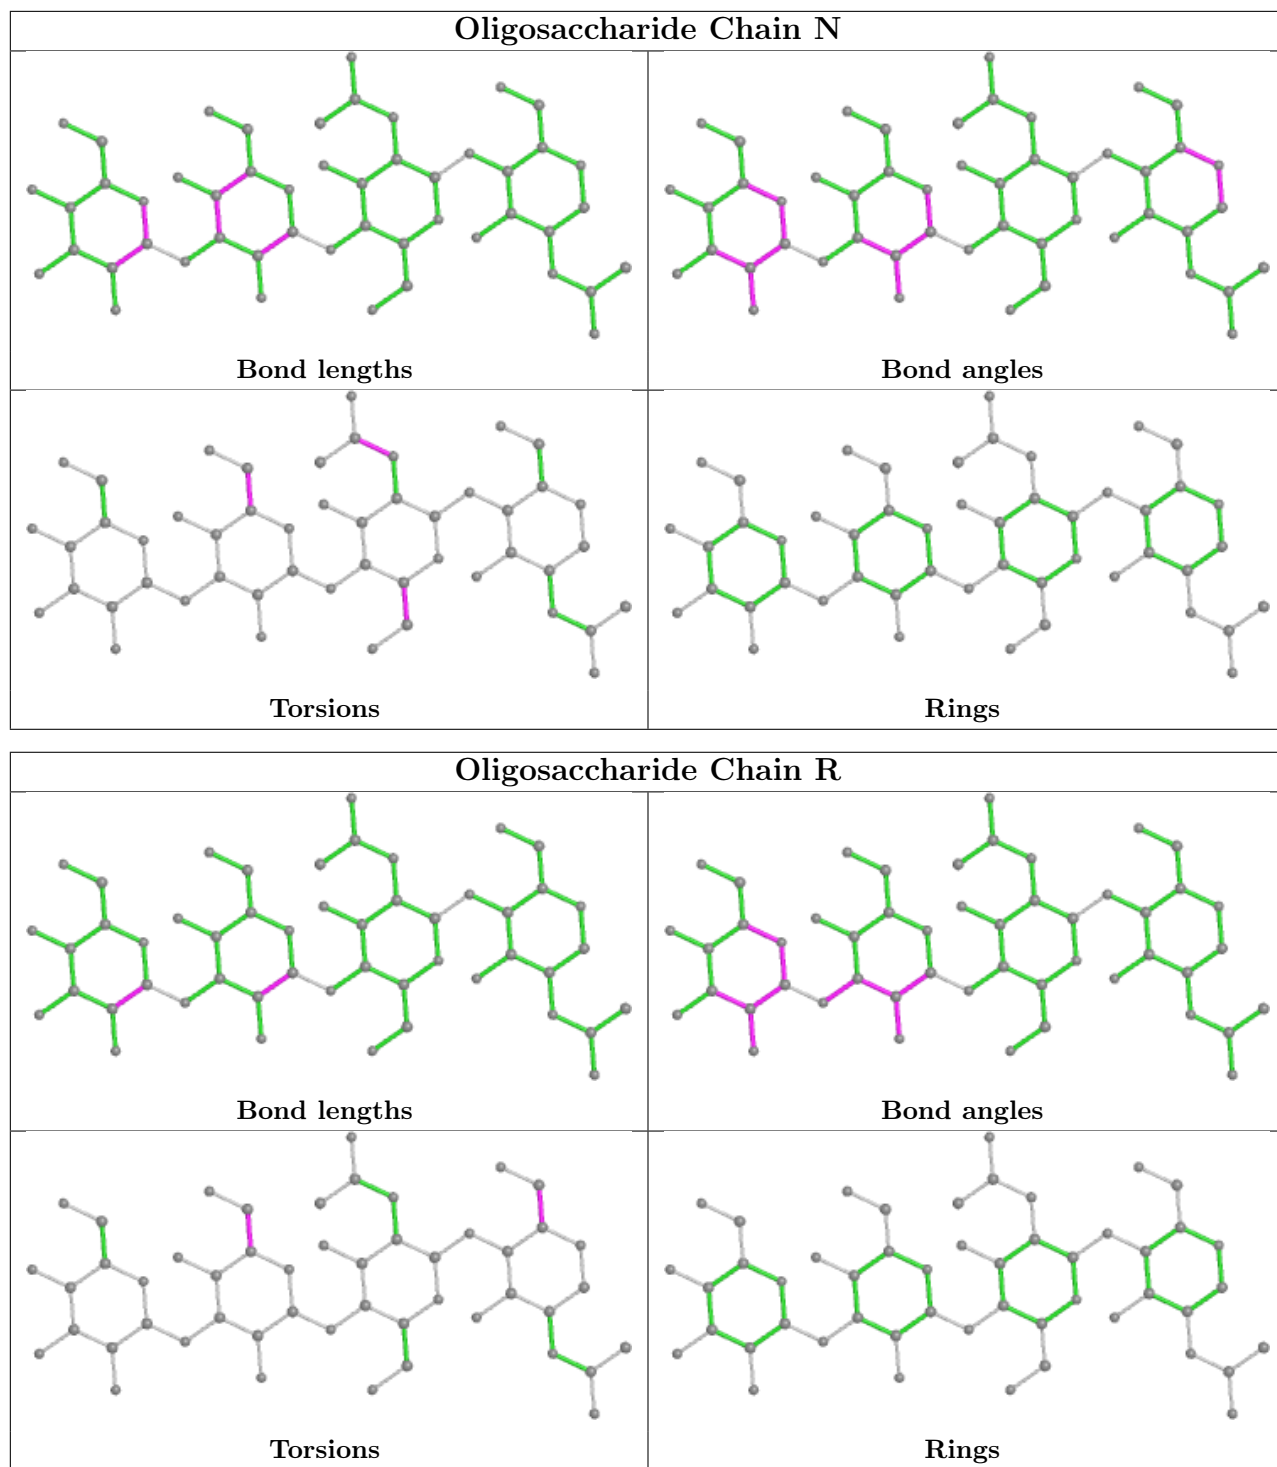 Oligosaccharide Chain N
Bond lengths
Bond angles
Torsions
Rings
Oligosaccharide Chain R
Bond lengths
Bond angles
Torsions
Rings